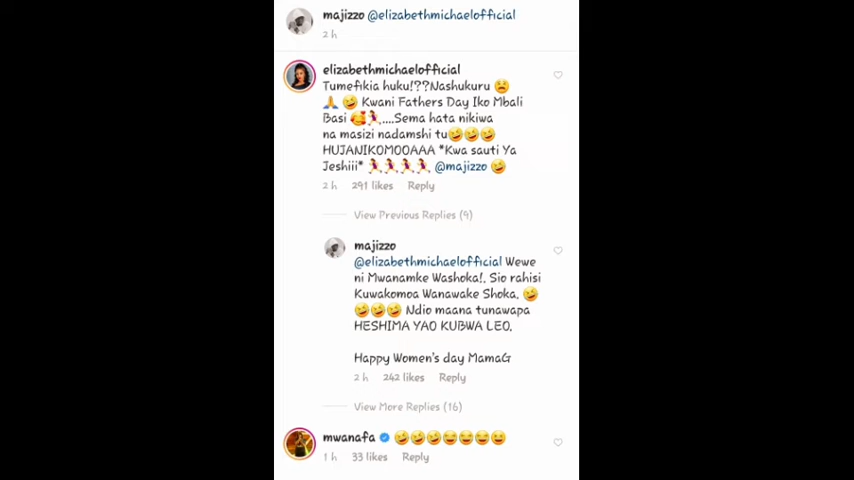 majizzo @elizabethmichaelofficial
2 h
elizabethmichaelofficial
Tumefikia huku!??Nashukuru 😫
🙏 🤣 Kwani Fathers Day Iko Mbali
Basi 🥰🏃‍♀️....Sema hata nikiwa
na masizi nadamshi tu🤣🤣🤣
HUJANIKOMOOAAA *Kwa sauti Ya
Jeshiii* 🏃‍♀️🏃‍♀️🏃‍♀️🏃‍♀️ @majizzo 🤣
2 h 291 likes Reply
View Previous Replies (9)
majizzo
@elizabethmichaelofficial Wewe
ni Mwanamke Washoka!. Sio rahisi
Kuwakomoa Wanawake Shoka. 🤣
🤣🤣🤣 Ndio maana tunawapa
HESHIMA YAO KUBWA LEO.
Happy Women's day MamaG
2 h 242 likes Reply
View More Replies (16)
mwanafa 🤣🤣🤣😂😂😂😂
1 h 33 likes Reply